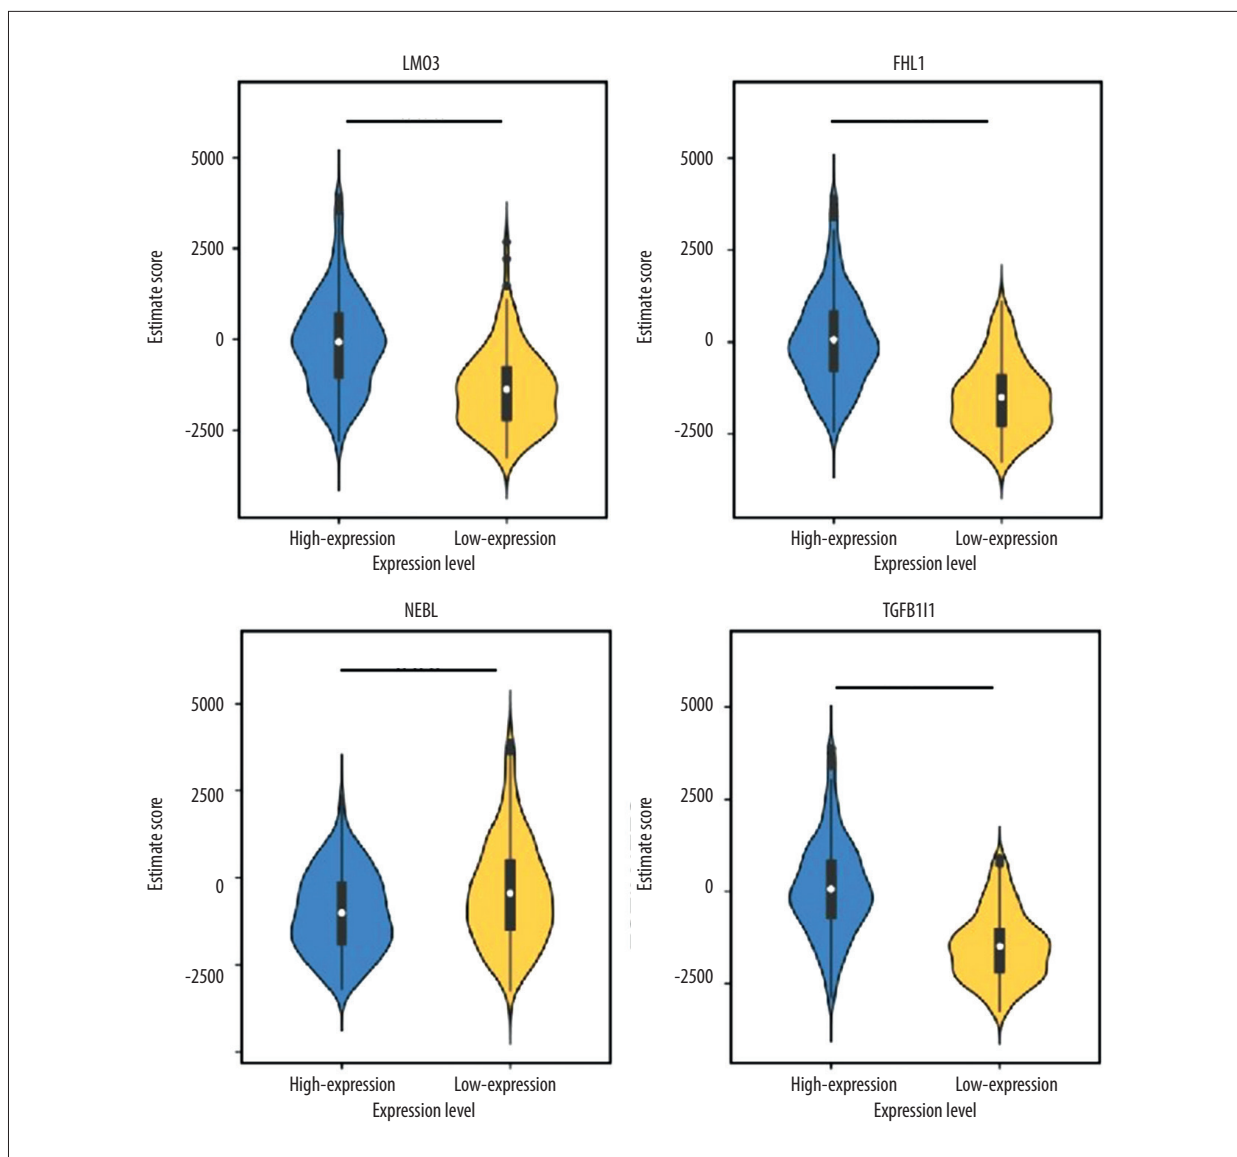 LMO3
FHL1
5000
2500
0
-2500
Estimate score
High-expression
Low-expression
Expression level
5000
2500
0
-2500
Estimate score
High-expression
Low-expression
Expression level
NEBL
TGFB1I1
5000
2500
0
-2500
Estimate score
High-expression
Low-expression
Expression level
5000
2500
0
-2500
Estimate score
High-expression
Low-expression
Expression level